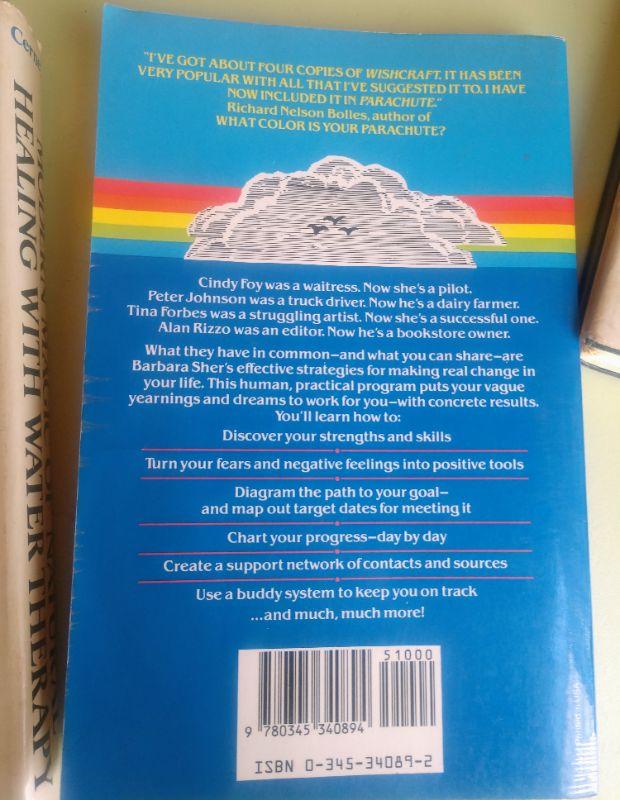 "I'VE GOT ABOUT FOUR COPIES OF WISHCRAFT. IT HAS BEEN
VERY POPULAR WITH ALL THAT I'VE SUGGESTED IT TO. I HAVE
NOW INCLUDED IT IN PARACHUTE."
Richard Nelson Bolles, author of
WHAT COLOR IS YOUR PARACHUTE?
Cindy Foy was a waitress. Now she's a pilot.
Peter Johnson was a truck driver. Now he's a dairy farmer.
Tina Forbes was a struggling artist. Now she's a successful one.
Alan Rizzo was an editor. Now he's a bookstore owner.
What they have in common—and what you can share—are
Barbara Sher's effective strategies for making real change in
your life. This human, practical program puts your vague
yearnings and dreams to work for you—with concrete results.
You'll learn how to:
Discover your strengths and skills
Turn your fears and negative feelings into positive tools
Diagram the path to your goal—
and map out target dates for meeting it
Chart your progress—day by day
Create a support network of contacts and sources
Use a buddy system to keep you on track
...and much, much more!
51000
9 780345 340894
ISBN 0-345-34089-2
Printed in USA
HEALING WITH WATER THERAPY